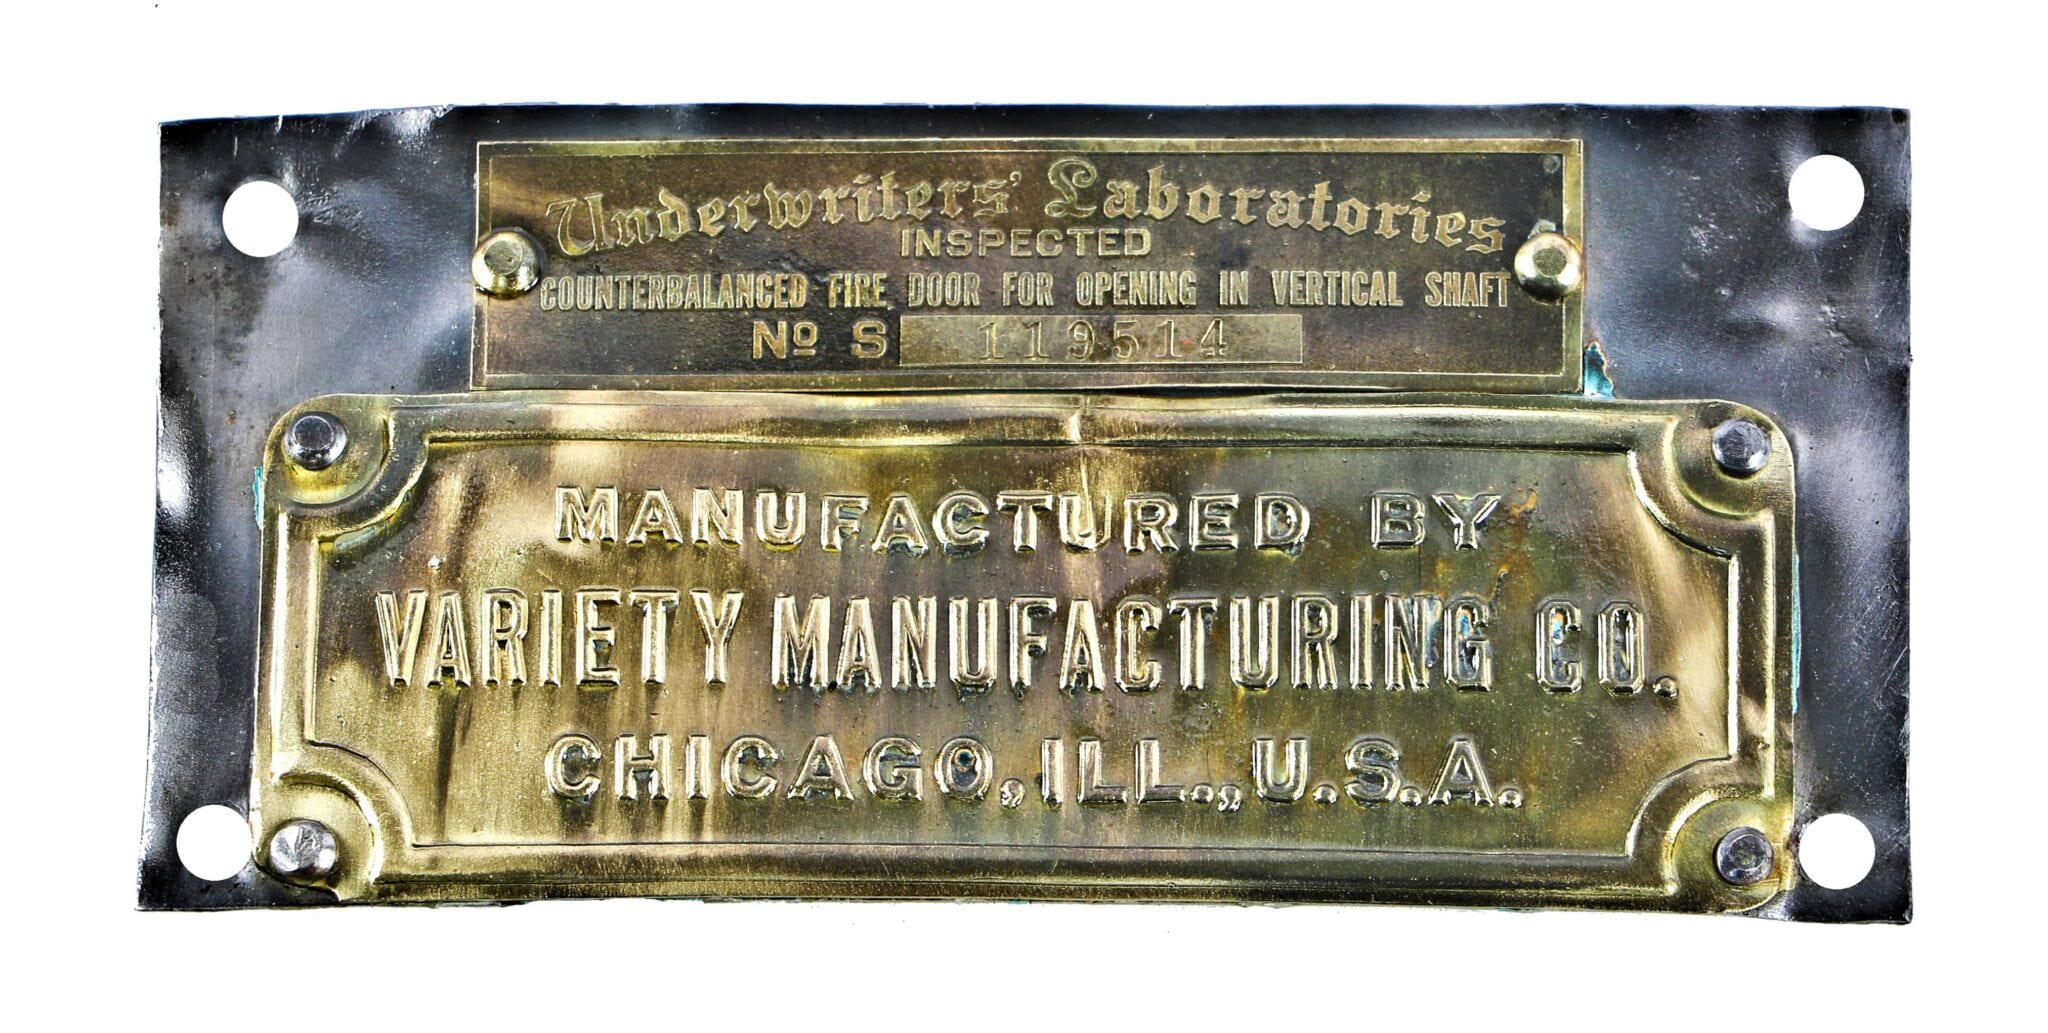 Underwriters' Laboratories
INSPECTED
COUNTERBALANCED FIRE DOOR FOR OPENING IN VERTICAL SHAFT
Nº S 119514
MANUFACTURED BY
VARIETY MANUFACTURING CO.
CHICAGO, ILL., U.S.A.